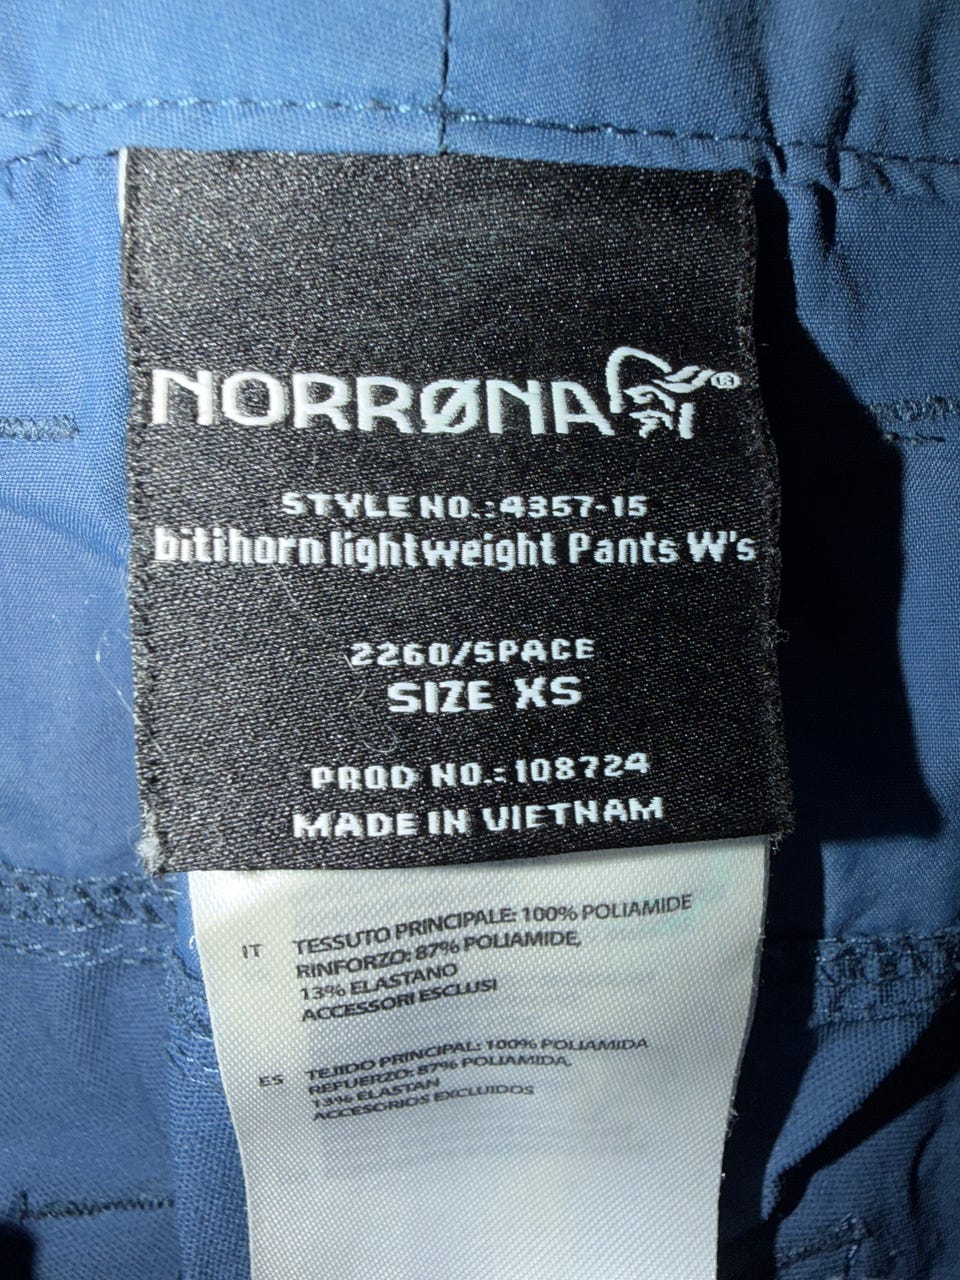 NORRØNA®
STYLE NO.:4357-15
bitihorn lightweight Pants W's
2260/SPACE
SIZE XS
PROD NO.:108724
MADE IN VIETNAM
IT TESSUTO PRINCIPALE: 100% POLIAMIDE
RINFORZO: 87% POLIAMIDE,
13% ELASTANO
ACCESSORI ESCLUSI
ES TEJIDO PRINCIPAL: 100% POLIAMIDA
REFUERZO: 87% POLIAMIDA,
13% ELASTAN
ACCESORIOS EXCLUIDOS